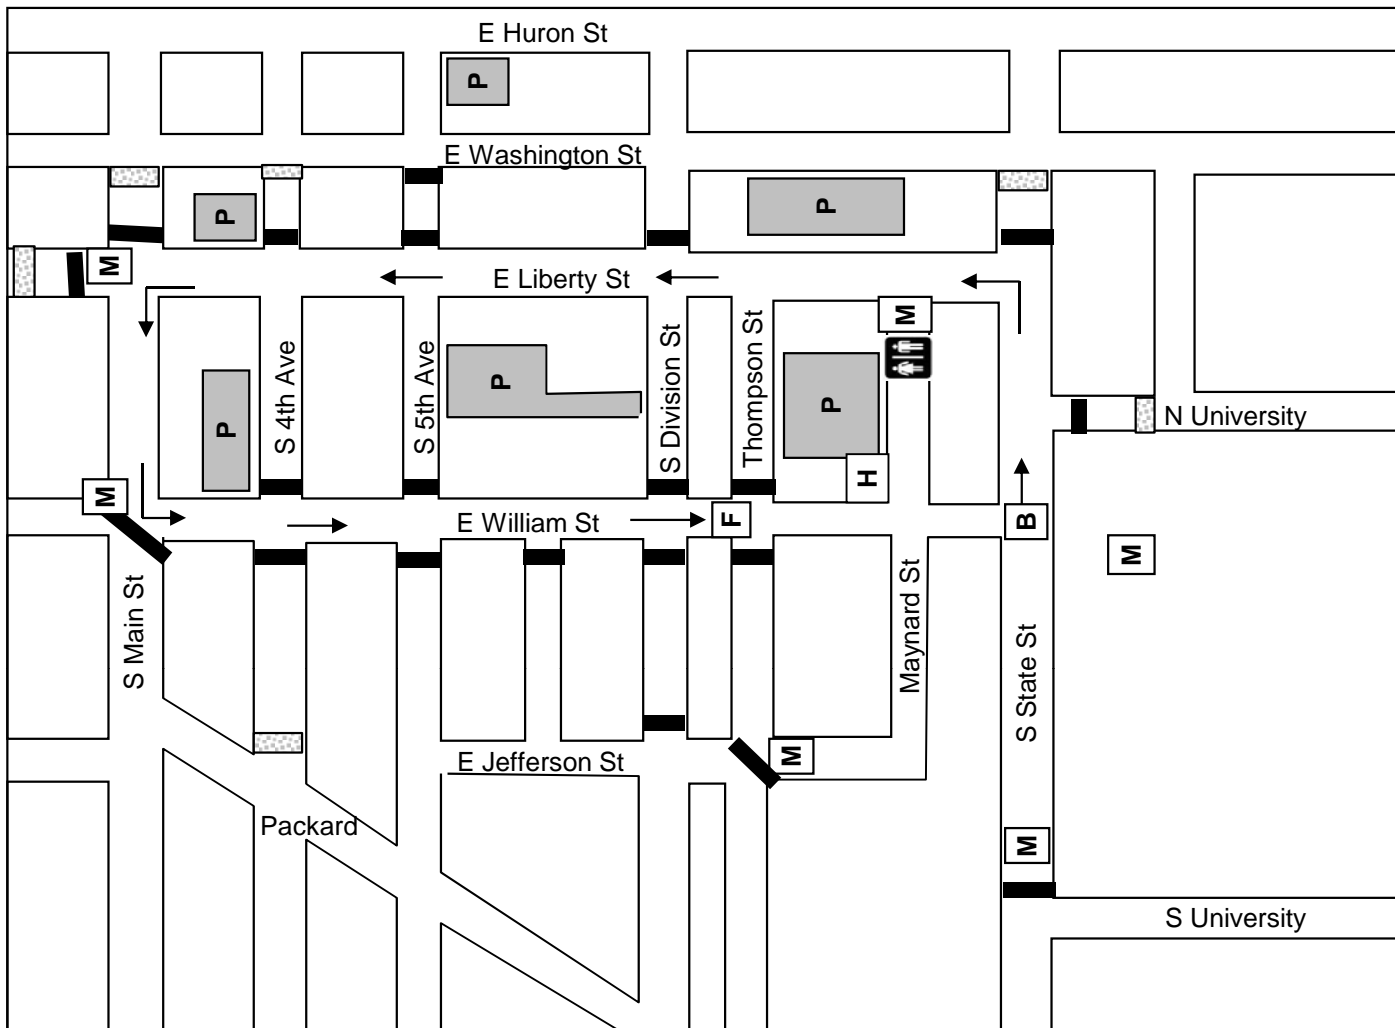 E Huron St
P
E Washington St
P
P
M
E Liberty St
M
S 4th Ave
S 5th Ave
S Division St
Thompson St
P
P
P
N University
M
H
E William St
F
B
M
S Main St
Maynard St
S State St
E Jefferson St
M
Packard
M
S University